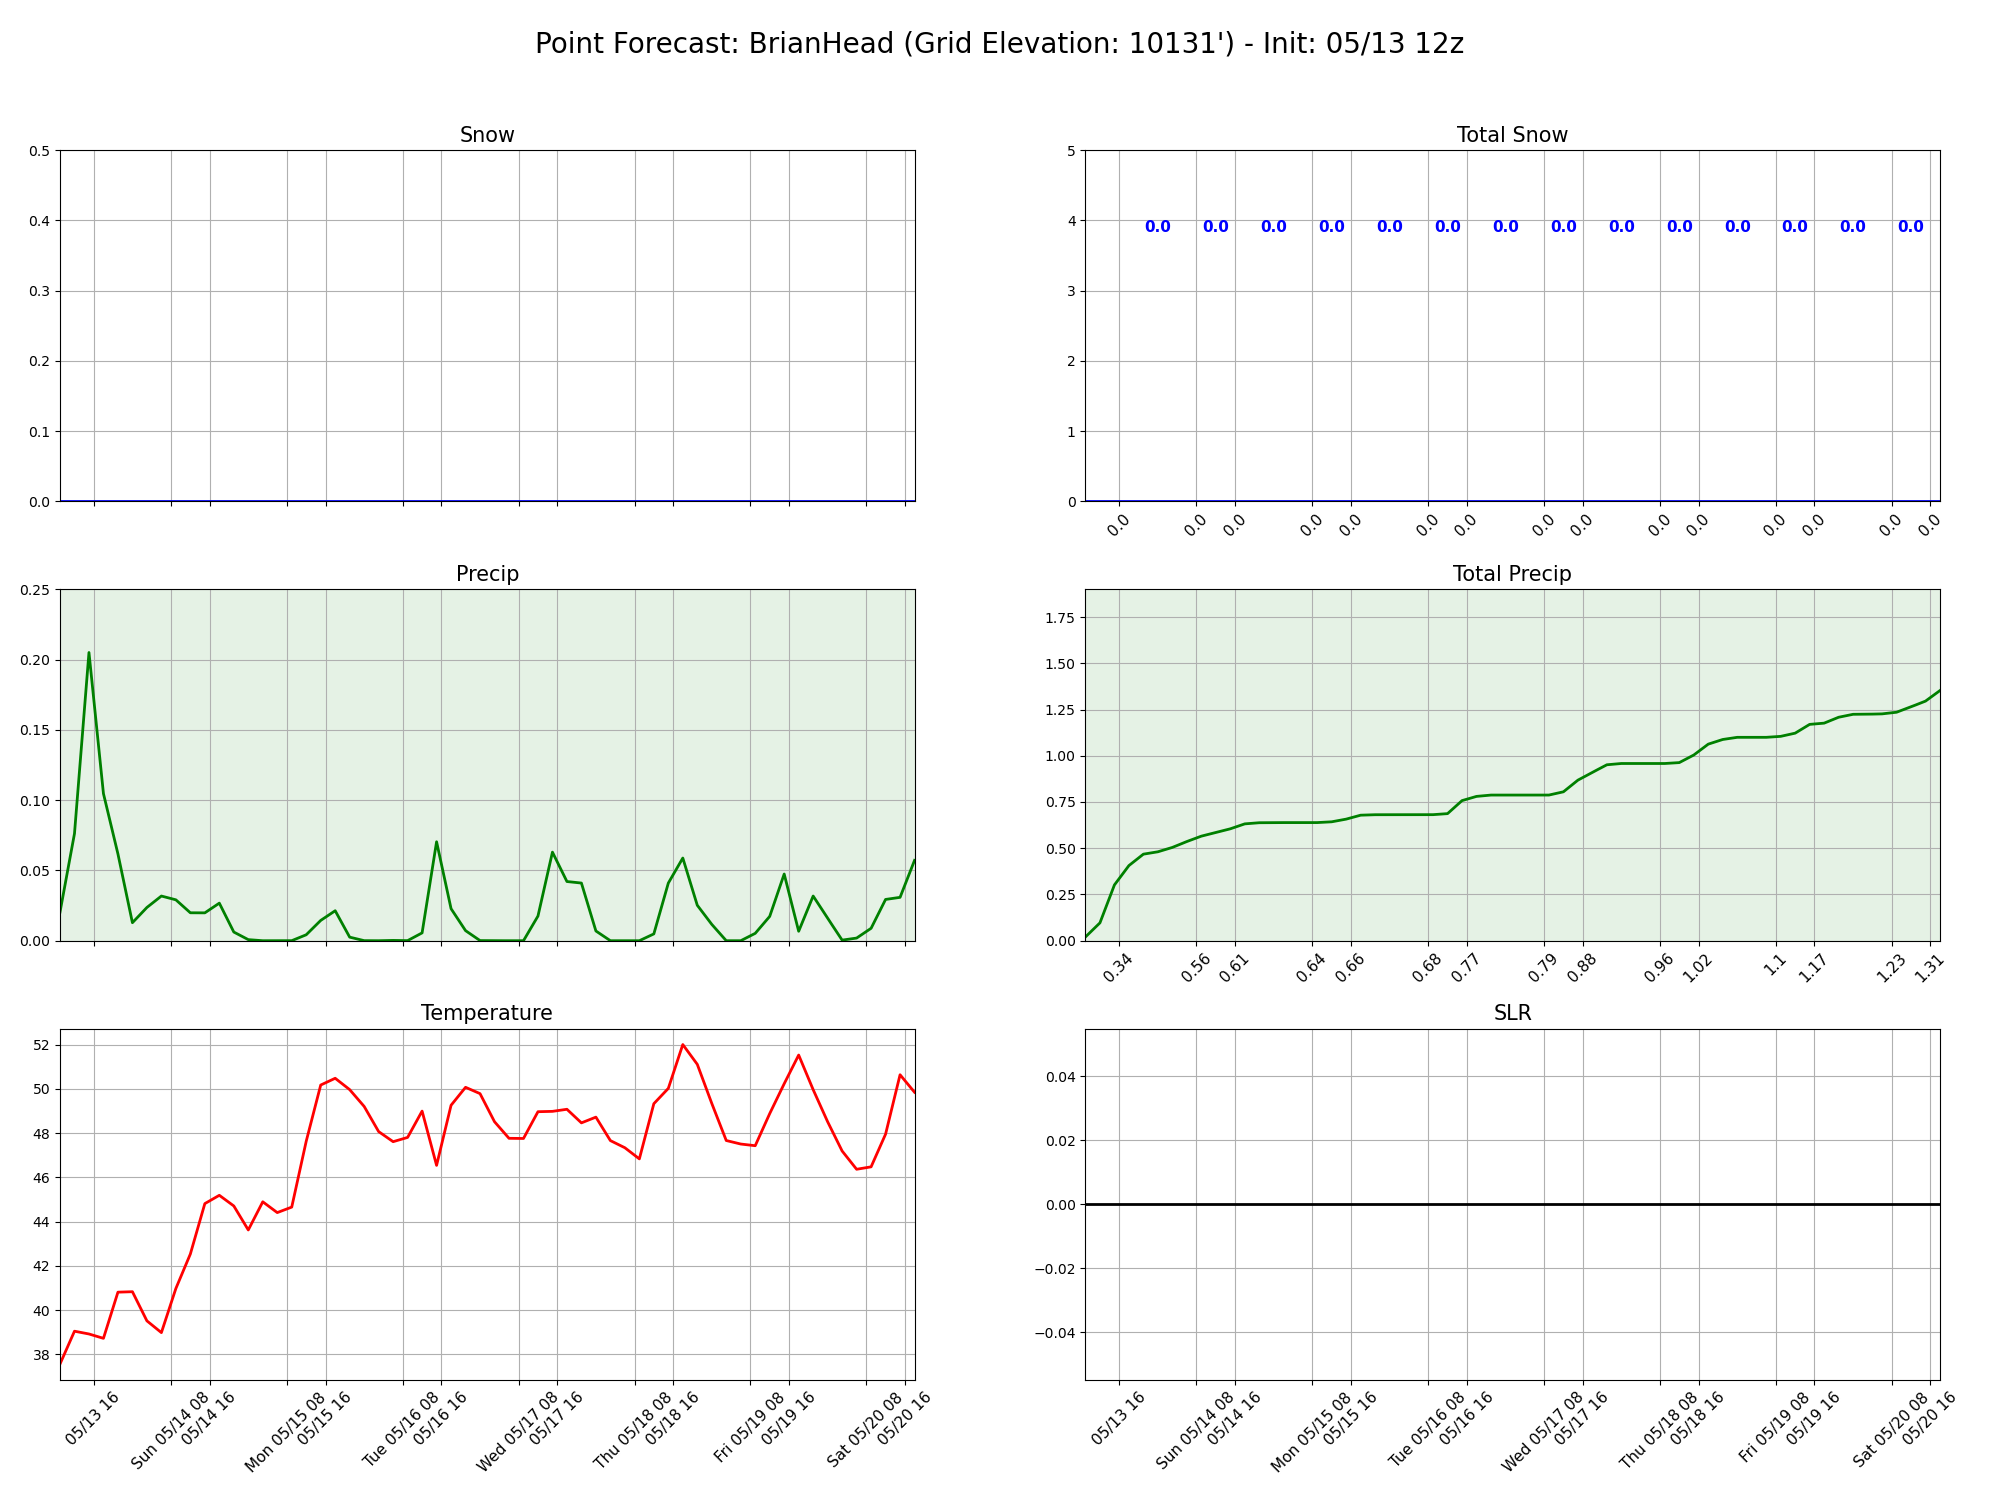 Point Forecast: BrianHead (Grid Elevation: 10131') - Init: 05/13 12z
Snow
0.5
0.4
0.3
0.2
0.1
0.0
Total Snow
5
4
3
2
1
0
0.0 0.0 0.0 0.0 0.0 0.0 0.0 0.0 0.0 0.0 0.0 0.0 0.0 0.0
0.0 0.0 0.0 0.0 0.0 0.0 0.0 0.0 0.0 0.0 0.0 0.0 0.0 0.0 0.0
Precip
0.25
0.20
0.15
0.10
0.05
0.00
Total Precip
1.75
1.50
1.25
1.00
0.75
0.50
0.25
0.00
0.34 0.56 0.61 0.64 0.66 0.68 0.77 0.79 0.88 0.96 1.02 1.1 1.17 1.23 1.31
Temperature
52
50
48
46
44
42
40
38
05/13 16
Sun 05/14 08
05/14 16
Mon 05/15 08
05/15 16
Tue 05/16 08
05/16 16
Wed 05/17 08
05/17 16
Thu 05/18 08
05/18 16
Fri 05/19 08
05/19 16
Sat 05/20 08
05/20 16
SLR
0.04
0.02
0.00
−0.02
−0.04
05/13 16
Sun 05/14 08
05/14 16
Mon 05/15 08
05/15 16
Tue 05/16 08
05/16 16
Wed 05/17 08
05/17 16
Thu 05/18 08
05/18 16
Fri 05/19 08
05/19 16
Sat 05/20 08
05/20 16